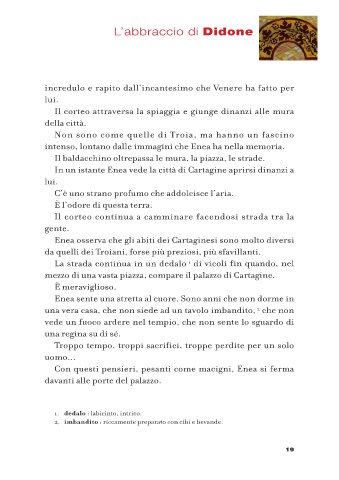 L'abbraccio di Didone
incredulo e rapito dall'incantesimo che Venere ha fatto per
lui.
Il corteo attraversa la spiaggia e giunge dinanzi alle mura
della città.
Non sono come quelle di Troia, ma hanno un fascino
intenso, lontano dalle immagini che Enea ha nella memoria.
Il baldacchino oltrepassa le mura, la piazza, le strade.
In un istante Enea vede la città di Cartagine aprirsi dinanzi a
lui.
C'è uno strano profumo che addolcisce l'aria.
È l'odore di questa terra.
Il corteo continua a camminare facendosi strada tra la
gente.
Enea osserva che gli abiti dei Cartaginesi sono molto diversi
da quelli dei Troiani, forse più preziosi, più sfavillanti.
La strada continua in un dedalo 1 di vicoli fin quando, nel
mezzo di una vasta piazza, compare il palazzo di Cartagine.
È meraviglioso.
Enea sente una stretta al cuore. Sono anni che non dorme in
una vera casa, che non siede ad un tavolo imbandito, 2 che non
vede un fuoco ardere nel tempio, che non sente lo sguardo di
una regina su di sé.
Troppo tempo, troppi sacrifici, troppe perdite per un solo
uomo...
Con questi pensieri, pesanti come macigni, Enea si ferma
davanti alle porte del palazzo.
1. dedalo : labirinto, intrico.
2. imbandito : riccamente preparato con cibi e bevande.
19